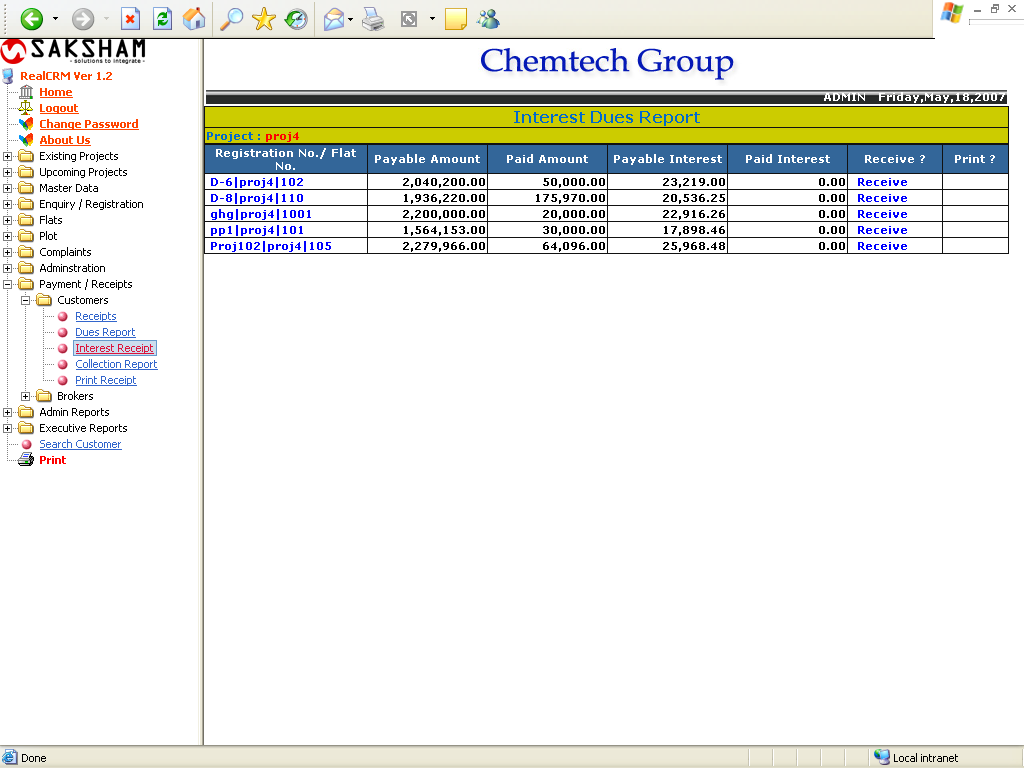 SAKSHAM
- solutions to integrate -
RealCRM Ver 1.2
Home
Logout
Change Password
About Us
Existing Projects
Upcoming Projects
Master Data
Enquiry / Registration
Flats
Plot
Complaints
Adminstration
Payment / Receipts
Customers
Receipts
Dues Report
Interest Receipt
Collection Report
Print Receipt
Brokers
Admin Reports
Executive Reports
Search Customer
Print
Chemtech Group
ADMIN Friday,May,18,2007
Interest Dues Report
Project : proj4
Registration No./ Flat No. Payable Amount Paid Amount Payable Interest Paid Interest Receive ? Print ?
D-6|proj4|102 2,040,200.00 50,000.00 23,219.00 0.00 Receive
D-8|proj4|110 1,936,220.00 175,970.00 20,536.25 0.00 Receive
ghg|proj4|1001 2,200,000.00 20,000.00 22,916.26 0.00 Receive
pp1|proj4|101 1,564,153.00 30,000.00 17,898.46 0.00 Receive
Proj102|proj4|105 2,279,966.00 64,096.00 25,968.48 0.00 Receive
Done
Local intranet